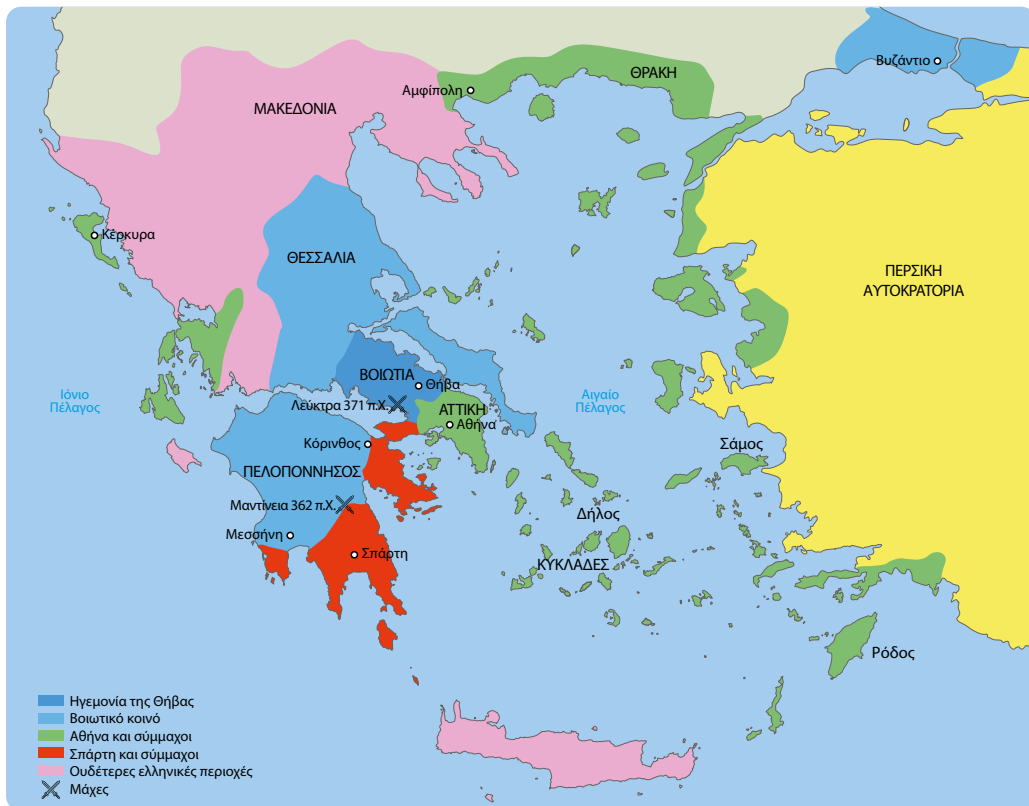 Βυζάντιο
ΘΡΑΚΗ
Αμφίπολη
ΜΑΚΕΔΟΝΙΑ
Κέρκυρα
ΘΕΣΣΑΛΙΑ
ΠΕΡΣΙΚΗ
ΑΥΤΟΚΡΑΤΟΡΙΑ
ΒΟΙΩΤΙΑ
Θήβα
Ιόνιο
Πέλαγος
Λεύκτρα 371 π.Χ.
ΑΤΤΙΚΗ
Αθήνα
Αιγαίο
Πέλαγος
Κόρινθος
Σάμος
ΠΕΛΟΠΟΝΝΗΣΟΣ
Μαντίνεια 362 π.Χ.
Δήλος
Μεσσήνη
Σπάρτη
ΚΥΚΛΑΔΕΣ
Ρόδος
Ηγεμονία της Θήβας
Βοιωτικό κοινό
Αθήνα και σύμμαχοι
Σπάρτη και σύμμαχοι
Ουδέτερες ελληνικές περιοχές
Μάχες